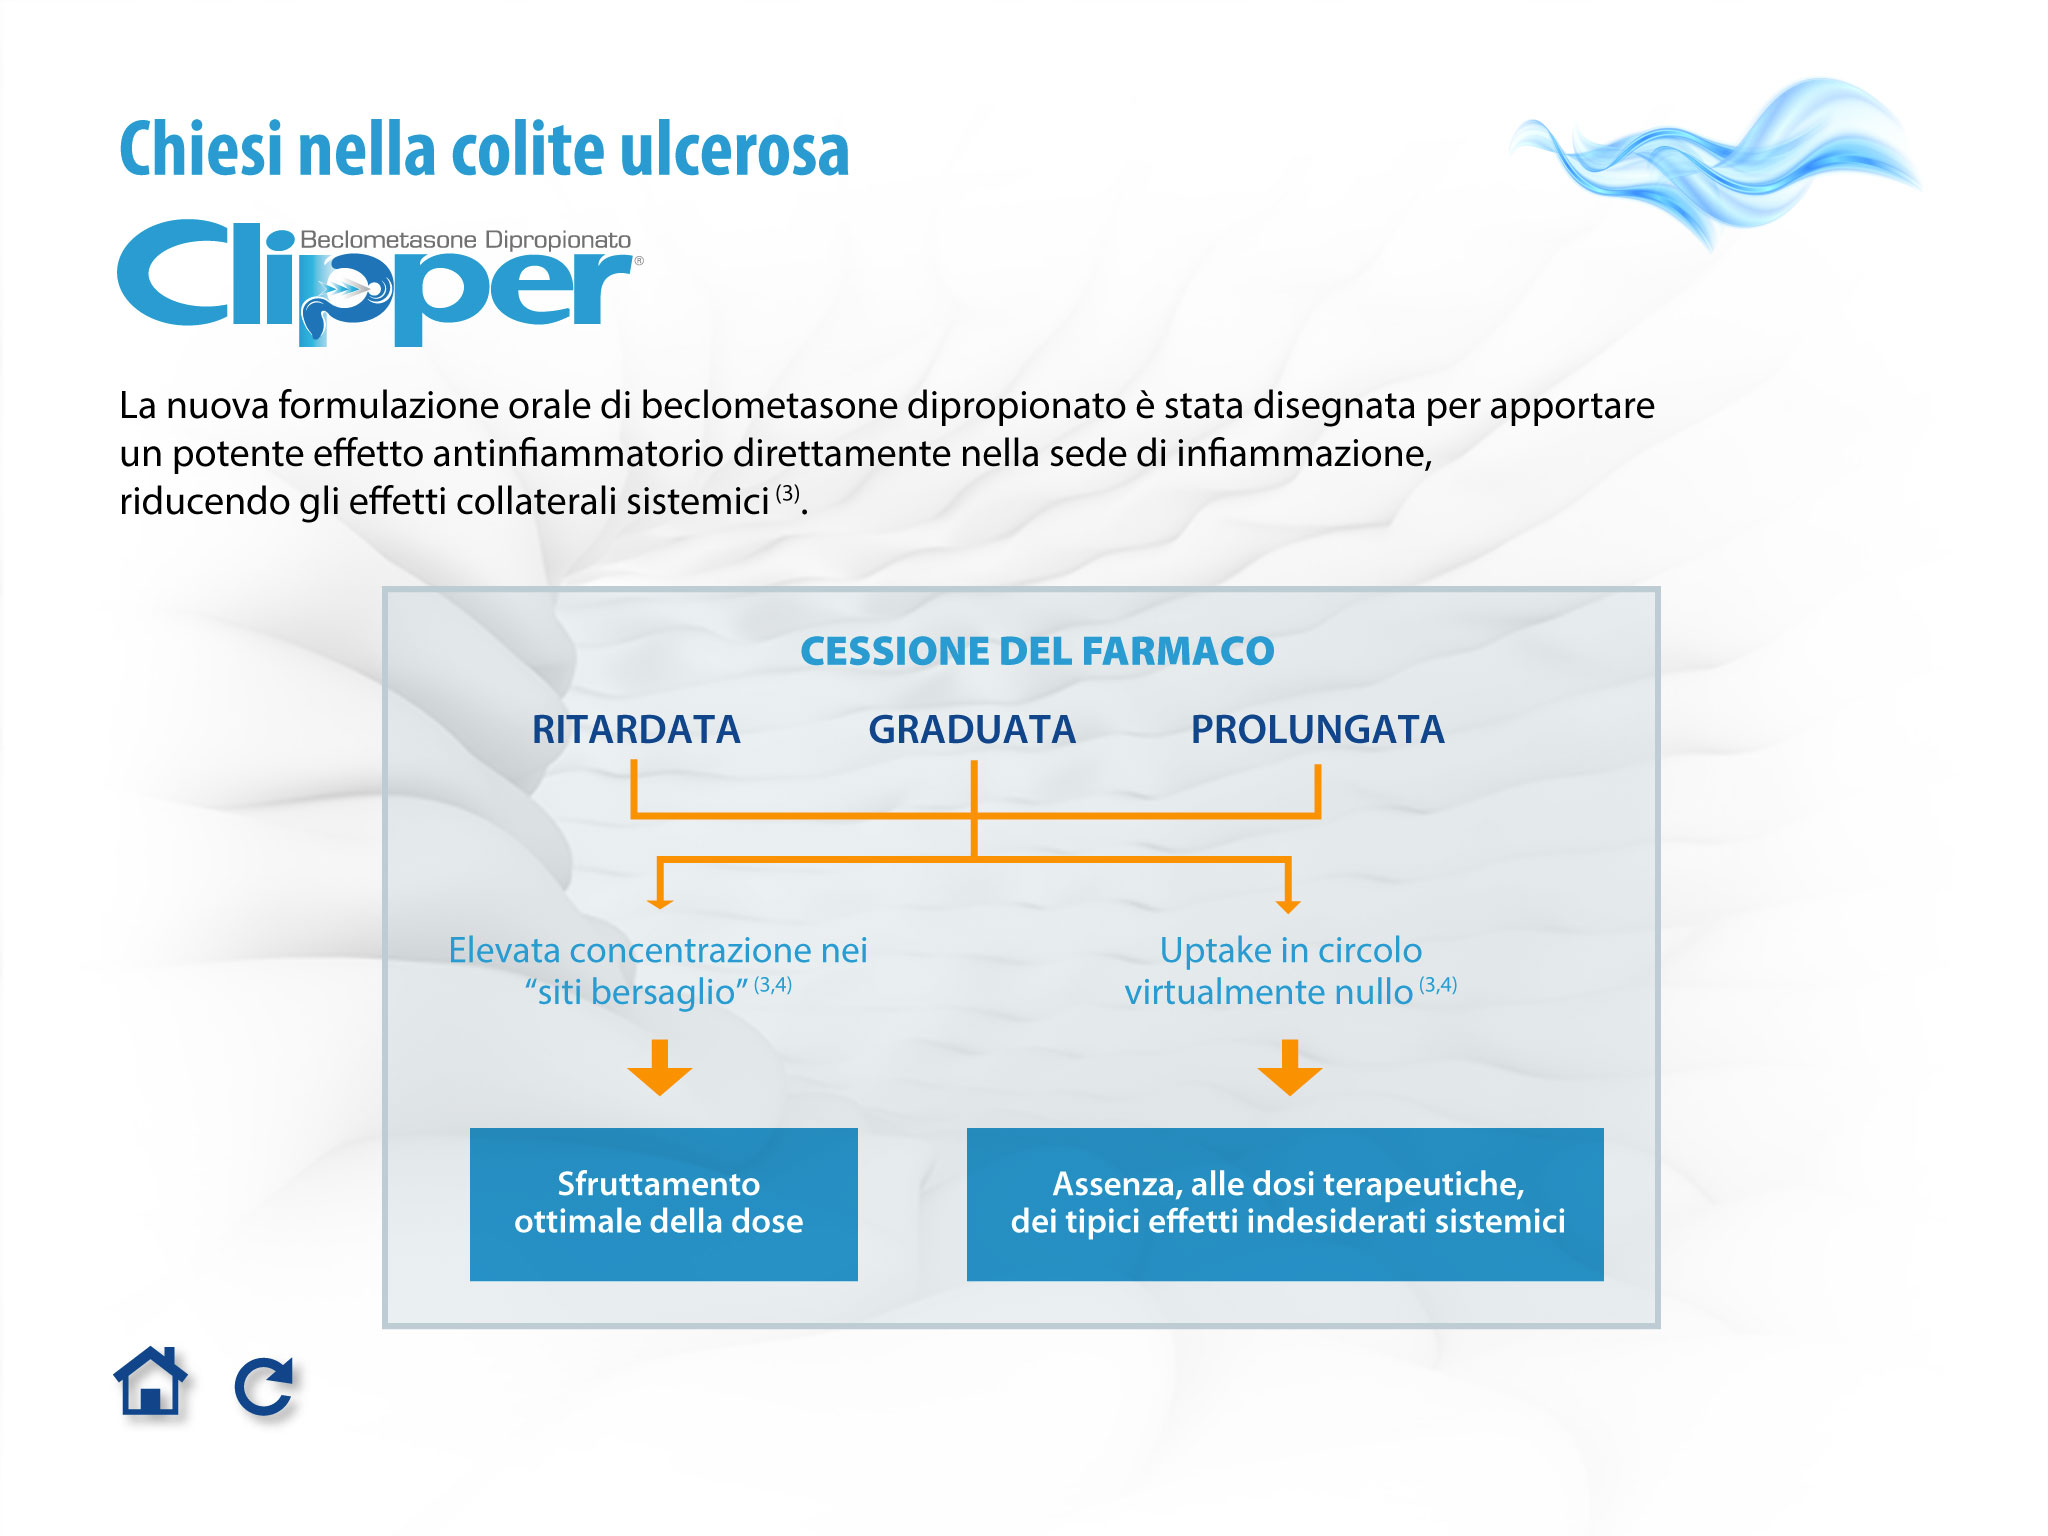 Chiesi nella colite ulcerosa
Beclometasone Dipropionato
Clipper®
La nuova formulazione orale di beclometasone dipropionato è stata disegnata per apportare
un potente effetto antinfiammatorio direttamente nella sede di infiammazione,
riducendo gli effetti collaterali sistemici (3).
CESSIONE DEL FARMACO
RITARDATA GRADUATA PROLUNGATA
Elevata concentrazione nei
“siti bersaglio” (3,4)
Uptake in circolo
virtualmente nullo (3,4)
Sfruttamento
ottimale della dose
Assenza, alle dosi terapeutiche,
dei tipici effetti indesiderati sistemici